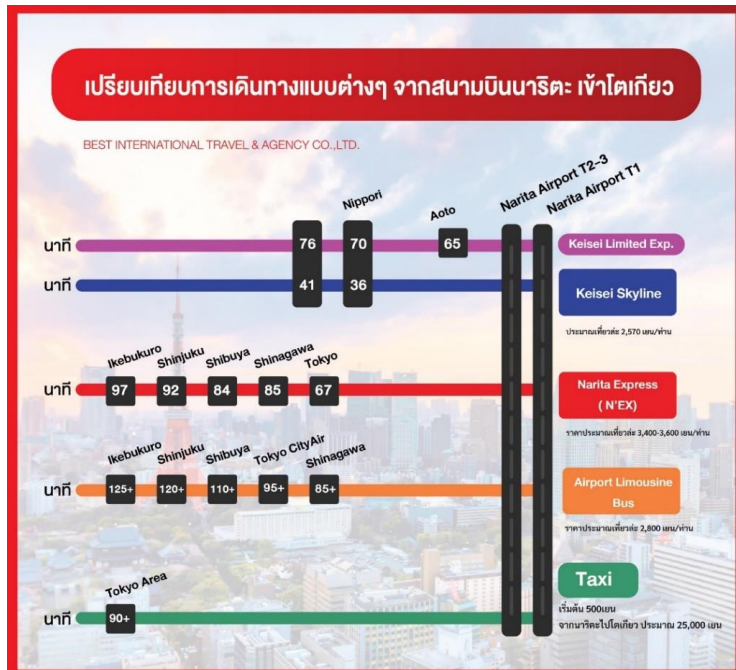 เปรียบเทียบการเดินทางแบบต่างๆ จากสนามบินนาริตะ เข้าโตเกียว
BEST INTERNATIONAL TRAVEL & AGENCY CO.,LTD.
Nippori
Aoto
Narita Airport T2-3
Narita Airport T1
นาที
76
70
65
Keisei Limited Exp.
นาที
41
36
Keisei Skyline
ประมาณเที่ยวล่ะ 2,570 เยน/ท่าน
Ikebukuro
Shinjuku
Shibuya
Shinagawa
Tokyo
นาที
97
92
84
85
67
Narita Express
( N'EX)
ราคาประมาณเที่ยวล่ะ 3,400-3,600 เยน/ท่าน
Ikebukuro
Shinjuku
Shibuya
Tokyo CityAir
Shinagawa
นาที
125+
120+
110+
95+
85+
Airport Limousine
Bus
ราคาประมาณเที่ยวล่ะ 2,800 เยน/ท่าน
Tokyo Area
นาที
90+
Taxi
เริ่มต้น 500เยน
จากนาริตะไปโตเกียว ประมาณ 25,000 เยน